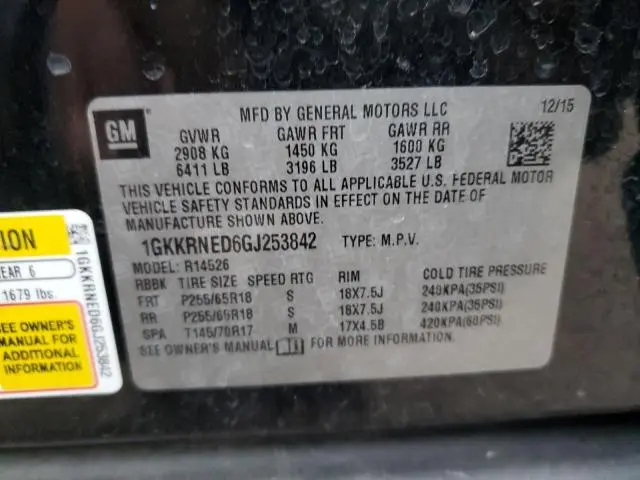 MFD BY GENERAL MOTORS LLC 12/15
GM
GVWR GAWR FRT GAWR RR
2908 KG 1450 KG 1600 KG
6411 LB 3196 LB 3527 LB
THIS VEHICLE CONFORMS TO ALL APPLICABLE U.S. FEDERAL MOTOR
VEHICLE SAFETY STANDARDS IN EFFECT ON THE DATE OF
MANUFACTURE SHOWN ABOVE.
1GKKRNED6GJ253842 TYPE: M.P.V.
MODEL: R14526
RBBK TIRE SIZE SPEED RTG RIM COLD TIRE PRESSURE
FRT P255/65R18 S 18X7.5J 240KPA(35PSI)
RR P255/65R18 S 18X7.5J 240KPA(35PSI)
SPA T145/70R17 M 17X4.5B 420KPA(60PSI)
SEE OWNER'S MANUAL FOR MORE INFORMATION.
ION
EAR 6
1679 lbs.
SEE OWNER'S
MANUAL FOR
ADDITIONAL
INFORMATION
1GKKRNED6GJ253842